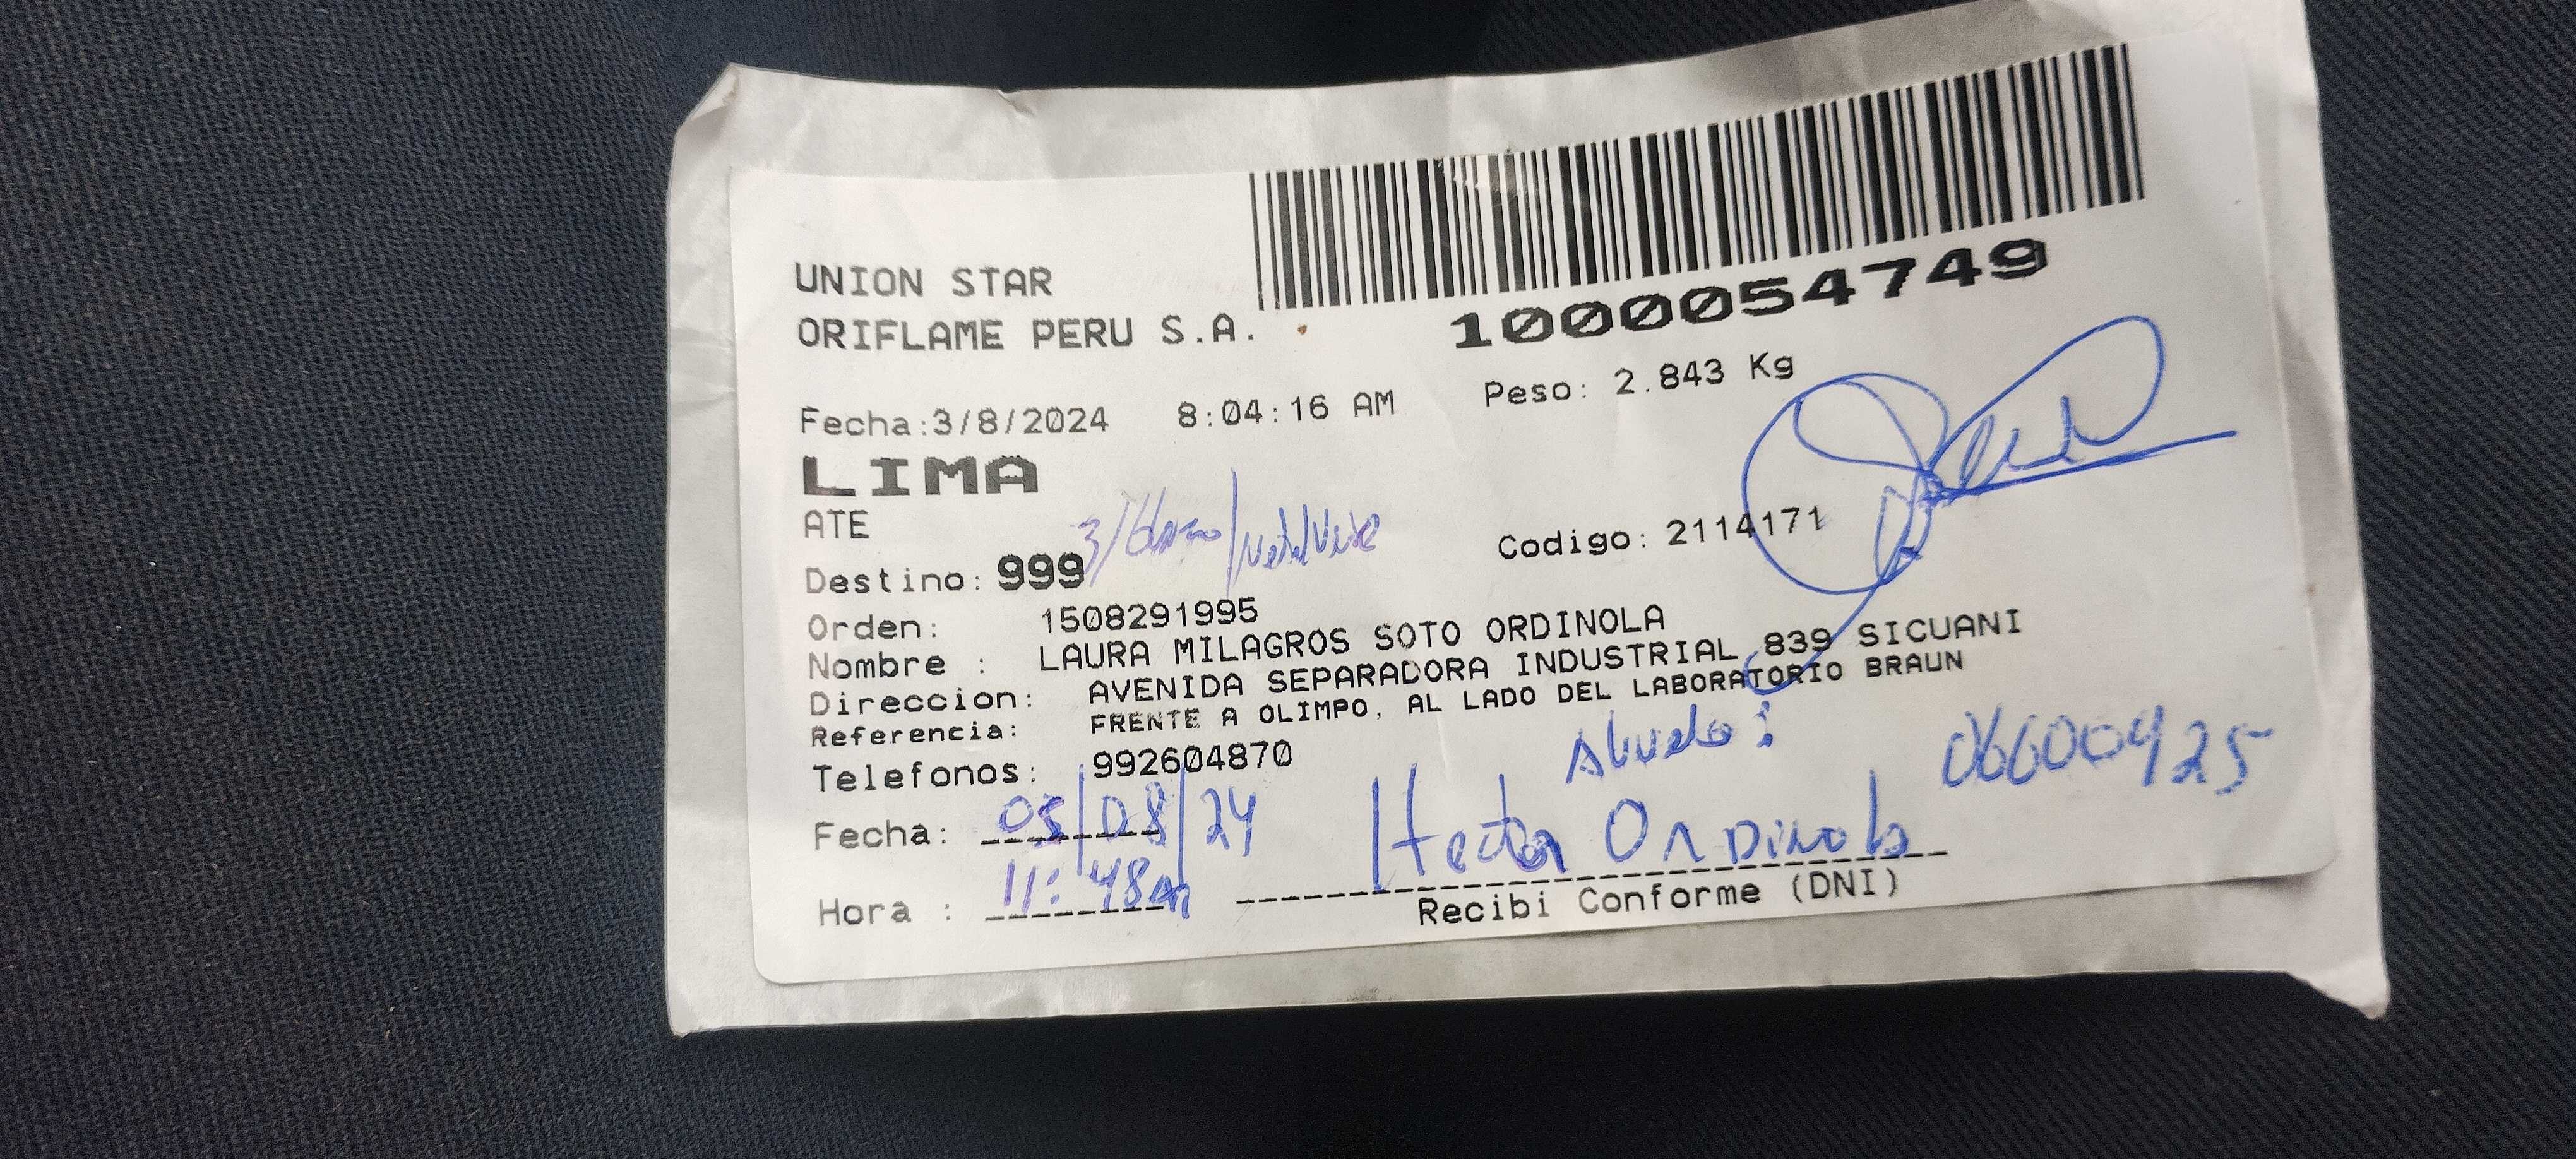 1000054749
UNION STAR
ORIFLAME PERU S.A.
Fecha:3/8/2024 8:04:16 AM Peso: 2.843 Kg
LIMA
ATE
3/
Destino: 999 Codigo: 2114171
Orden: 1508291995
Nombre : LAURA MILAGROS SOTO ORDINOLA
Direccion: AVENIDA SEPARADORA INDUSTRIAL 839 SICUANI
Referencia: FRENTE A OLIMPO, AL LADO DEL LABORATORIO BRAUN
Telefonos: 992604870
Abuelo:
06600425
Fecha: 05/08/24 Hector Ordinola
Hora : 11:48am
Recibi Conforme (DNI)